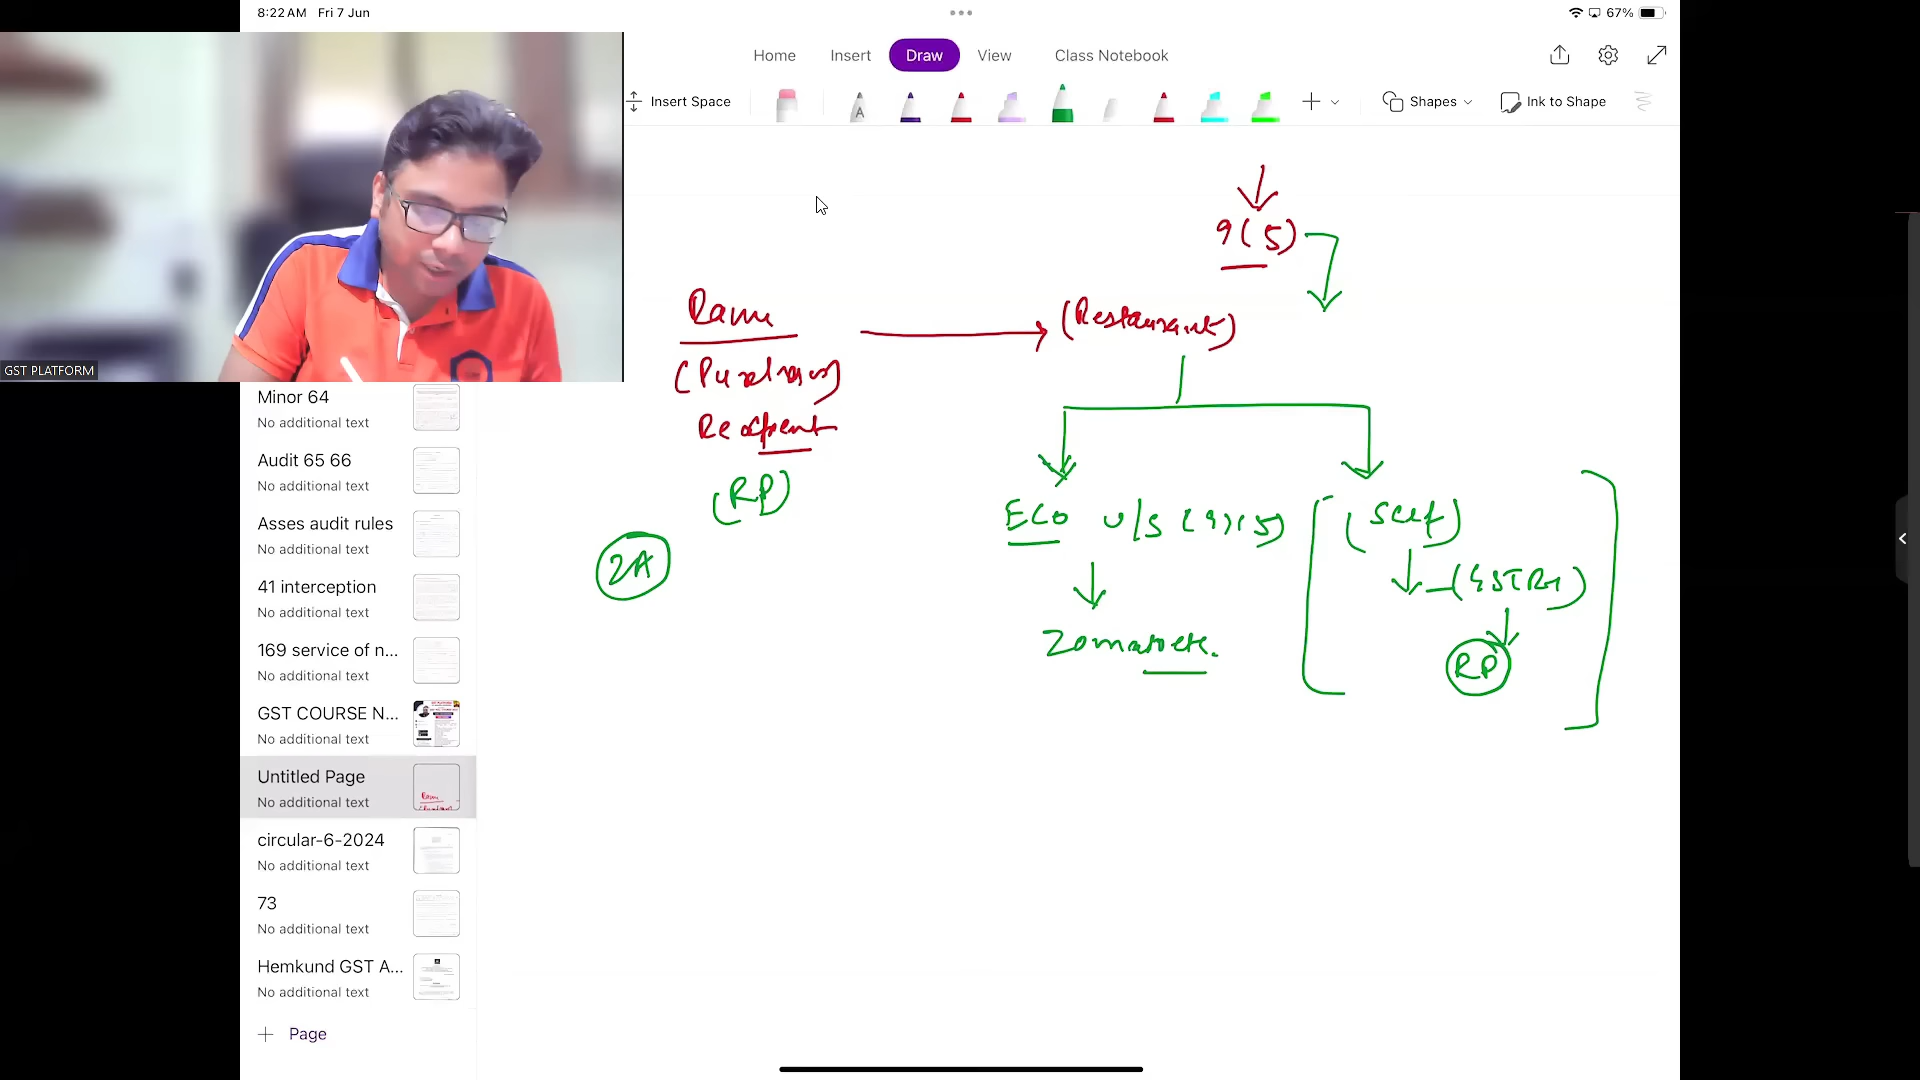 8:22 AM Fri 7 Jun
67%
Home Insert Draw View Class Notebook
Insert Space
A
Shapes
Ink to Shape
GST PLATFORM
Minor 64
No additional text
Audit 65 66
No additional text
Asses audit rules
No additional text
41 interception
No additional text
169 service of n...
No additional text
GST COURSE N...
No additional text
Untitled Page
No additional text
circular-6-2024
No additional text
73
No additional text
Hemkund GST A...
No additional text
Page
9(5)
(Restaurant)
(RP)
2A
ECO u/s (9)(5)
(Self)
(GSTR1)
Zomato etc.
RP